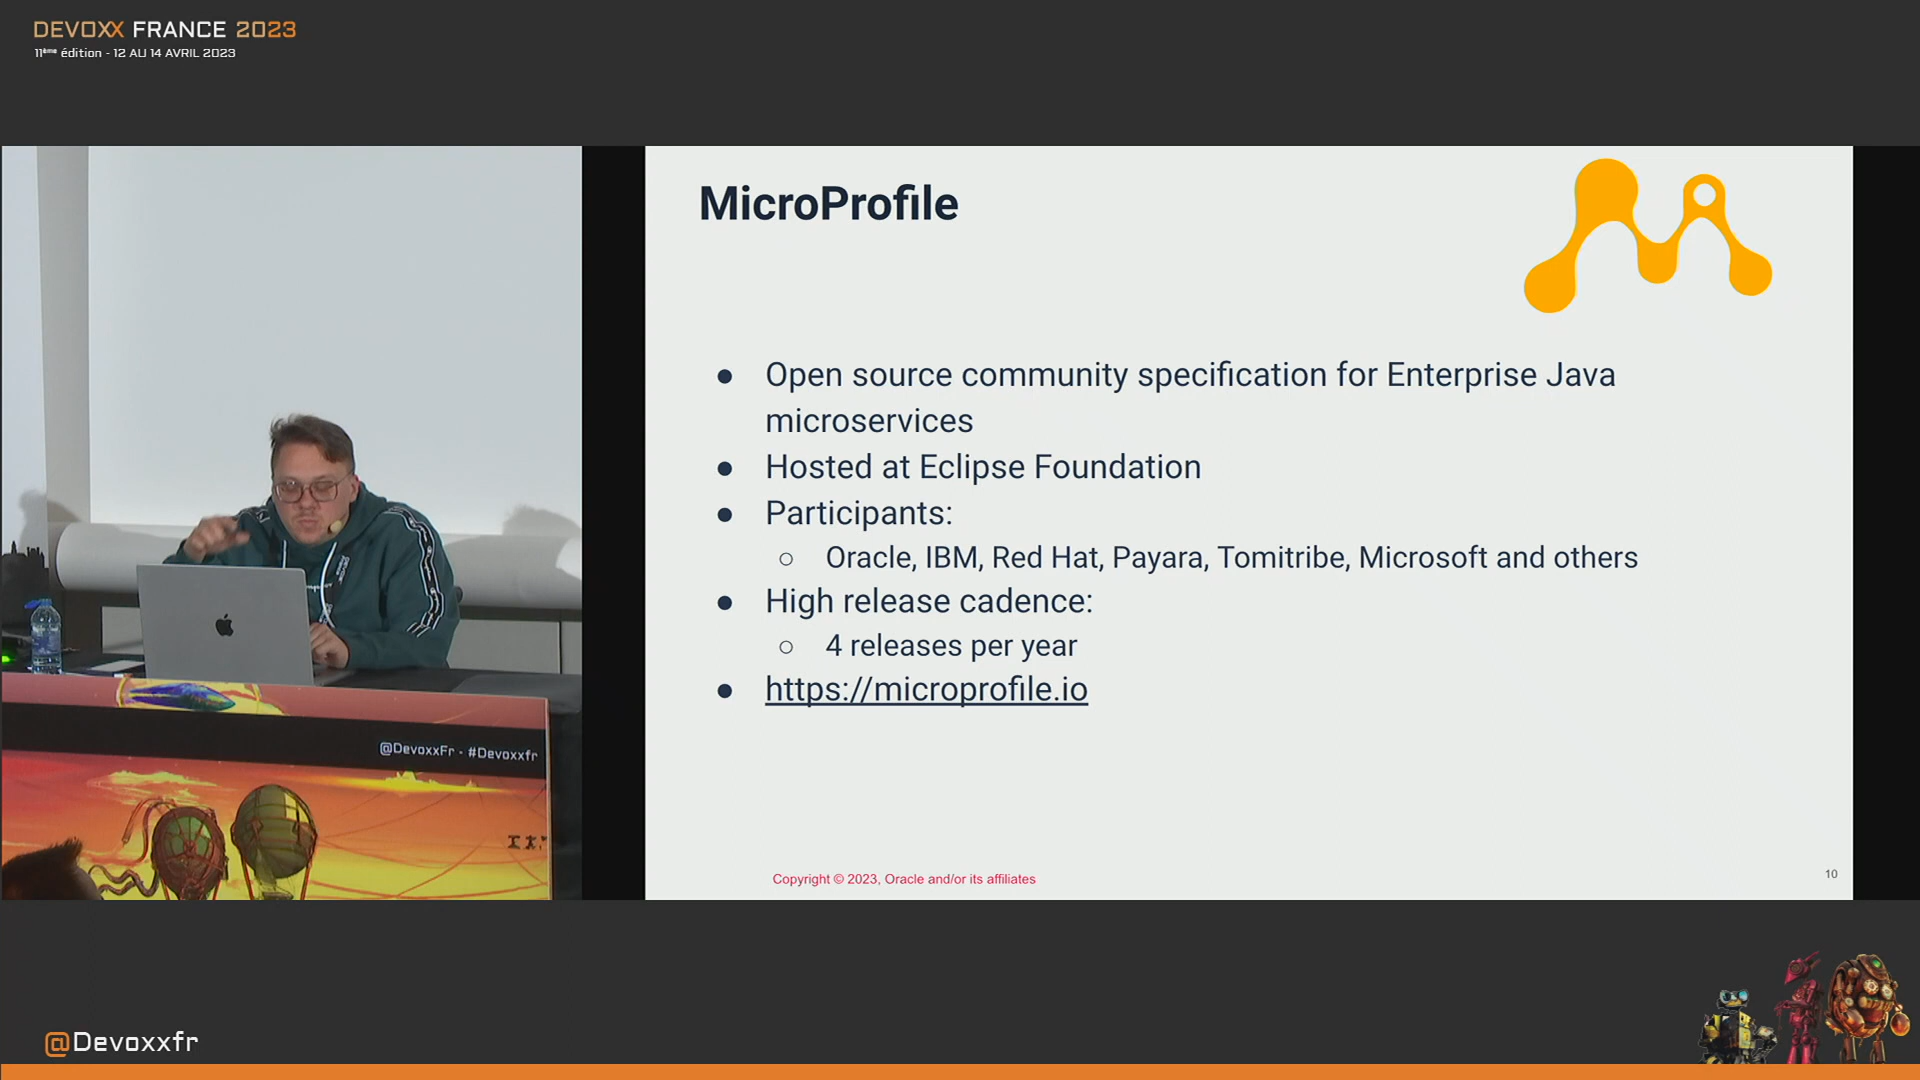 DEVOXX FRANCE 2023
11ème édition - 12 AU 14 AVRIL 2023
MicroProfile
● Open source community specification for Enterprise Java
microservices
● Hosted at Eclipse Foundation
● Participants:
○ Oracle, IBM, Red Hat, Payara, Tomitribe, Microsoft and others
● High release cadence:
○ 4 releases per year
● https://microprofile.io
Copyright © 2023, Oracle and/or its affiliates
10
@DevoxxFr - #Devoxxfr
@Devoxxfr